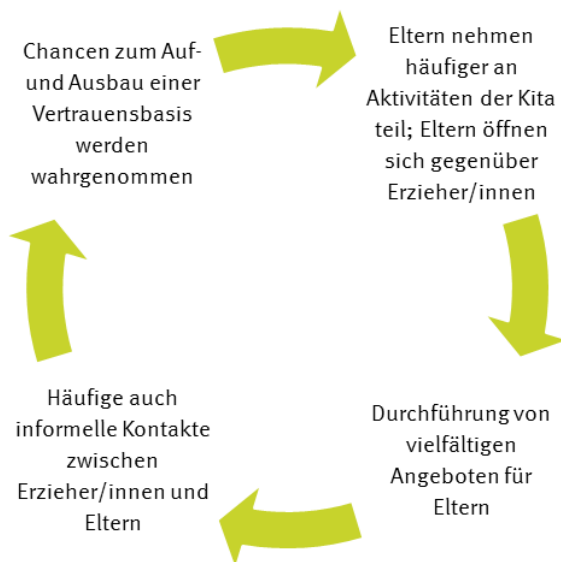 Chancen zum Auf-
und Ausbau einer
Vertrauensbasis
werden
wahrgenommen
Eltern nehmen
häufiger an
Aktivitäten der Kita
teil; Eltern öffnen
sich gegenüber
Erzieher/innen
Durchführung von
vielfältigen
Angeboten für
Eltern
Häufige auch
informelle Kontakte
zwischen
Erzieher/innen und
Eltern